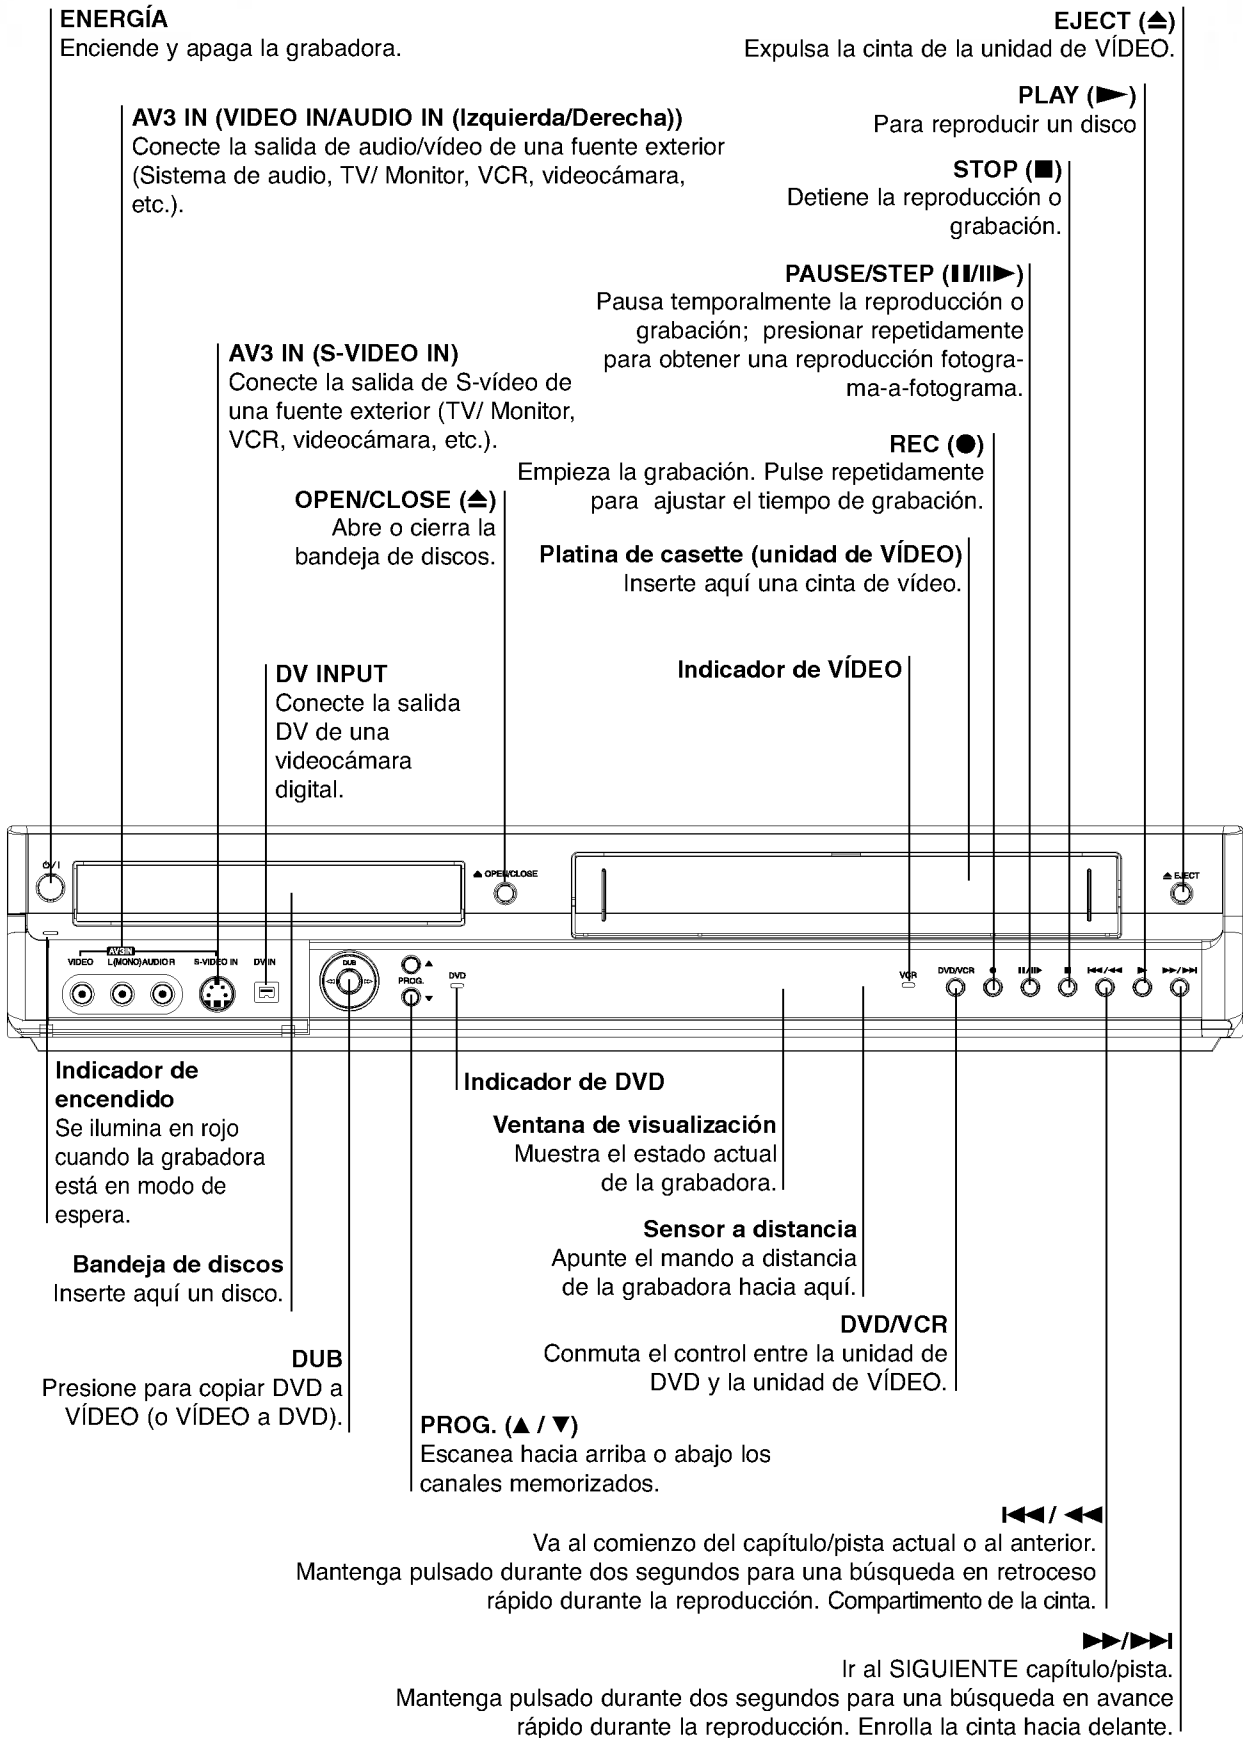 ENERGÍA
Enciende y apaga la grabadora.
EJECT (⏏)
Expulsa la cinta de la unidad de VÍDEO.
PLAY (►)
Para reproducir un disco
AV3 IN (VIDEO IN/AUDIO IN (Izquierda/Derecha))
Conecte la salida de audio/vídeo de una fuente exterior
(Sistema de audio, TV/ Monitor, VCR, videocámara,
etc.).
STOP (■)
Detiene la reproducción o
grabación.
PAUSE/STEP (❚❚/II►)
Pausa temporalmente la reproducción o
grabación;  presionar repetidamente
para obtener una reproducción fotogra-
ma-a-fotograma.
AV3 IN (S-VIDEO IN)
Conecte la salida de S-vídeo de
una fuente exterior (TV/ Monitor,
VCR, videocámara, etc.).
REC (●)
Empieza la grabación. Pulse repetidamente
para  ajustar el tiempo de grabación.
OPEN/CLOSE (⏏)
Abre o cierra la
bandeja de discos.
Platina de casette (unidad de VÍDEO)
Inserte aquí una cinta de vídeo.
DV INPUT
Conecte la salida
DV de una
videocámara
digital.
Indicador de VÍDEO
⏻/I
⏏ OPEN/CLOSE
⏏ EJECT
AV3 IN
VIDEO L(MONO)AUDIO R S-VIDEO IN DV IN
DUB
◁◁ ▷▷
▲
PROG.
▼
DVD
VCR
DVD/VCR ● II/II► ■ I◄◄/◄◄ ► ►►/►►I
Indicador de
encendido
Se ilumina en rojo
cuando la grabadora
está en modo de
espera.
Indicador de DVD
Ventana de visualización
Muestra el estado actual
de la grabadora.
Sensor a distancia
Apunte el mando a distancia
de la grabadora hacia aquí.
Bandeja de discos
Inserte aquí un disco.
DVD/VCR
Conmuta el control entre la unidad de
DVD y la unidad de VÍDEO.
DUB
Presione para copiar DVD a
VÍDEO (o VÍDEO a DVD).
PROG. (▲ / ▼)
Escanea hacia arriba o abajo los
canales memorizados.
I◄◄ / ◄◄
Va al comienzo del capítulo/pista actual o al anterior.
Mantenga pulsado durante dos segundos para una búsqueda en retroceso
rápido durante la reproducción. Compartimento de la cinta.
►►/►►I
Ir al SIGUIENTE capítulo/pista.
Mantenga pulsado durante dos segundos para una búsqueda en avance
rápido durante la reproducción. Enrolla la cinta hacia delante.